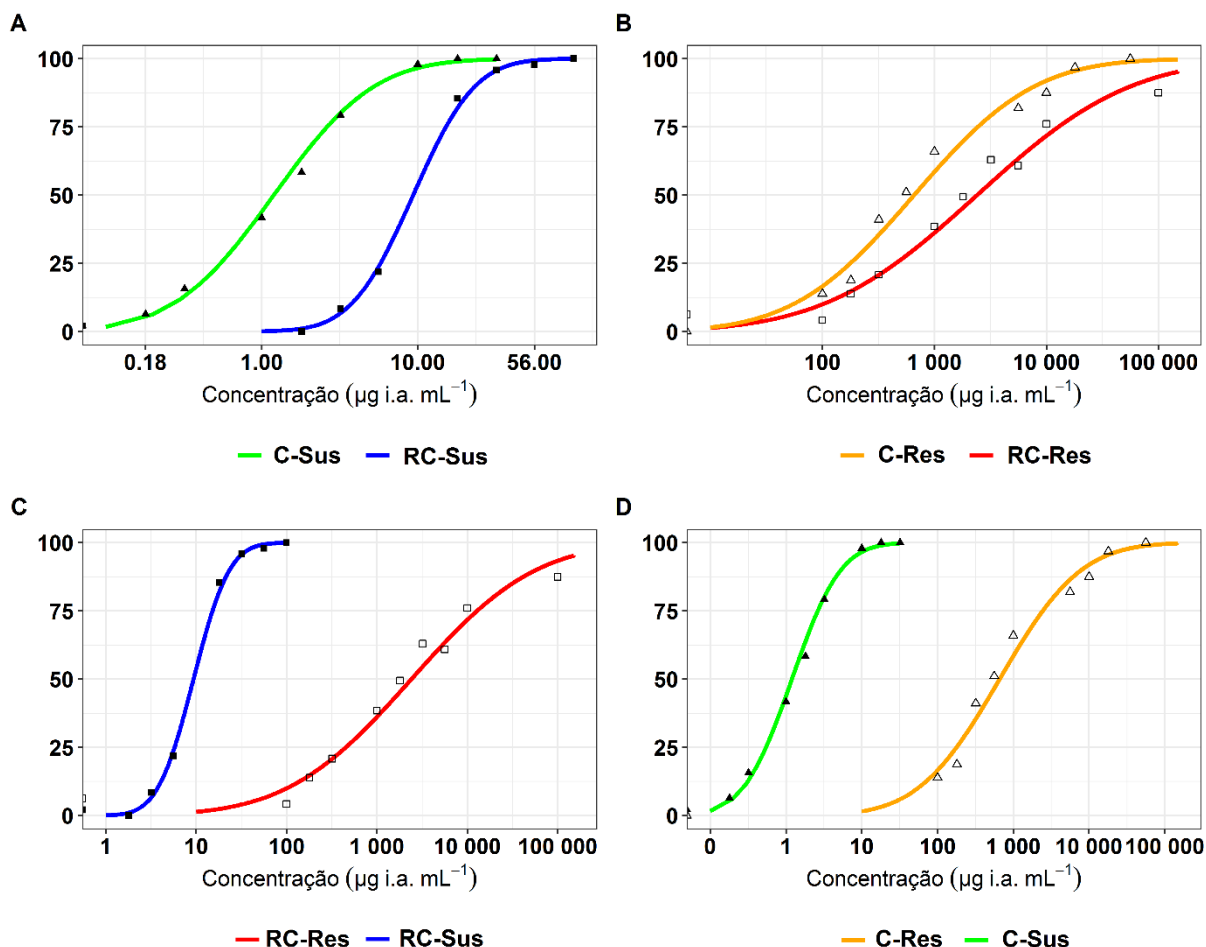 A
100
75
50
25
0
0.18 1.00 10.00 56.00
Concentração (µg i.a. mL⁻¹)
C-Sus RC-Sus
B
100
75
50
25
0
100 1 000 10 000 100 000
Concentração (µg i.a. mL⁻¹)
C-Res RC-Res
C
100
75
50
25
0
1 10 100 1 000 10 000 100 000
Concentração (µg i.a. mL⁻¹)
RC-Res RC-Sus
D
100
75
50
25
0
0 1 10 100 1 000 10 000 100 000
Concentração (µg i.a. mL⁻¹)
C-Res C-Sus